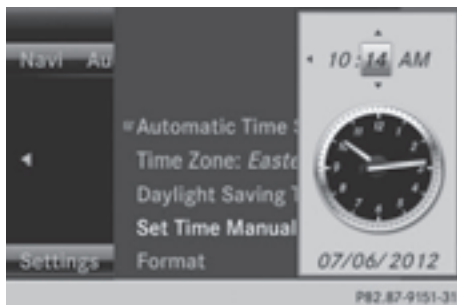 Navi Au
10:14 AM
Automatic Time
Time Zone: Easte
Daylight Saving T
Set Time Manual
Settings
Format
07/06/2012
P82.87-9151-31